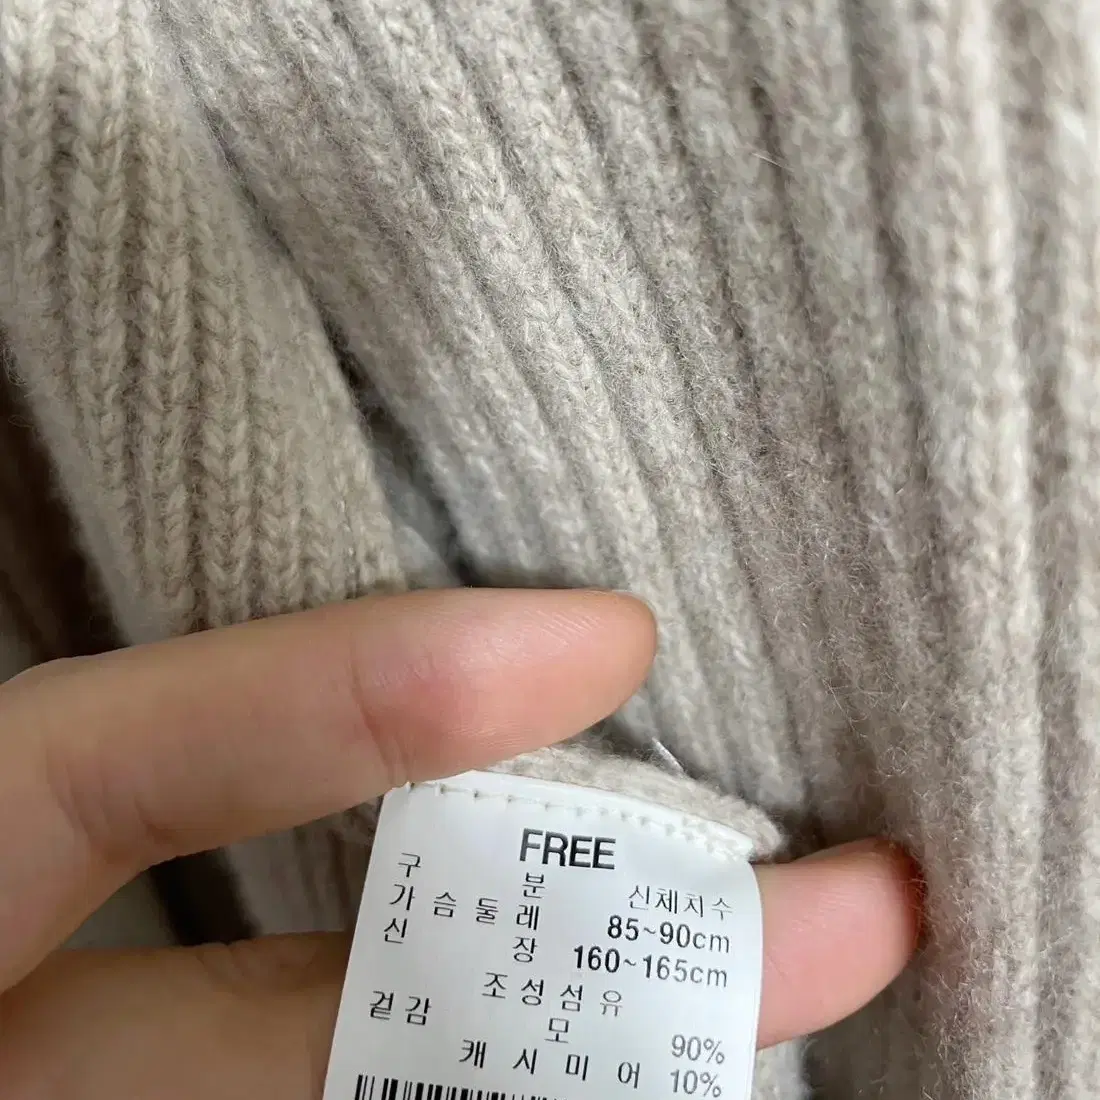 FREE
구 분 신체치수
가슴둘레 85~90cm
신 장 160~165cm
조성섬유
겉감 모 90%
캐시미어 10%